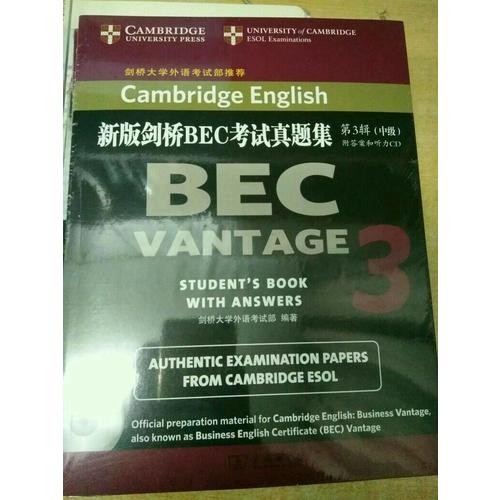 CAMBRIDGE
UNIVERSITY PRESS
UNIVERSITY of CAMBRIDGE
ESOL Examinations
剑桥大学外语考试部推荐
Cambridge English
新版剑桥BEC考试真题集 第3辑（中级）
附答案和听力CD
BEC
VANTAGE 3
STUDENT'S BOOK
WITH ANSWERS
剑桥大学外语考试部 编著
AUTHENTIC EXAMINATION PAPERS
FROM CAMBRIDGE ESOL
Official preparation material for Cambridge English: Business Vantage,
also known as Business English Certificate (BEC) Vantage